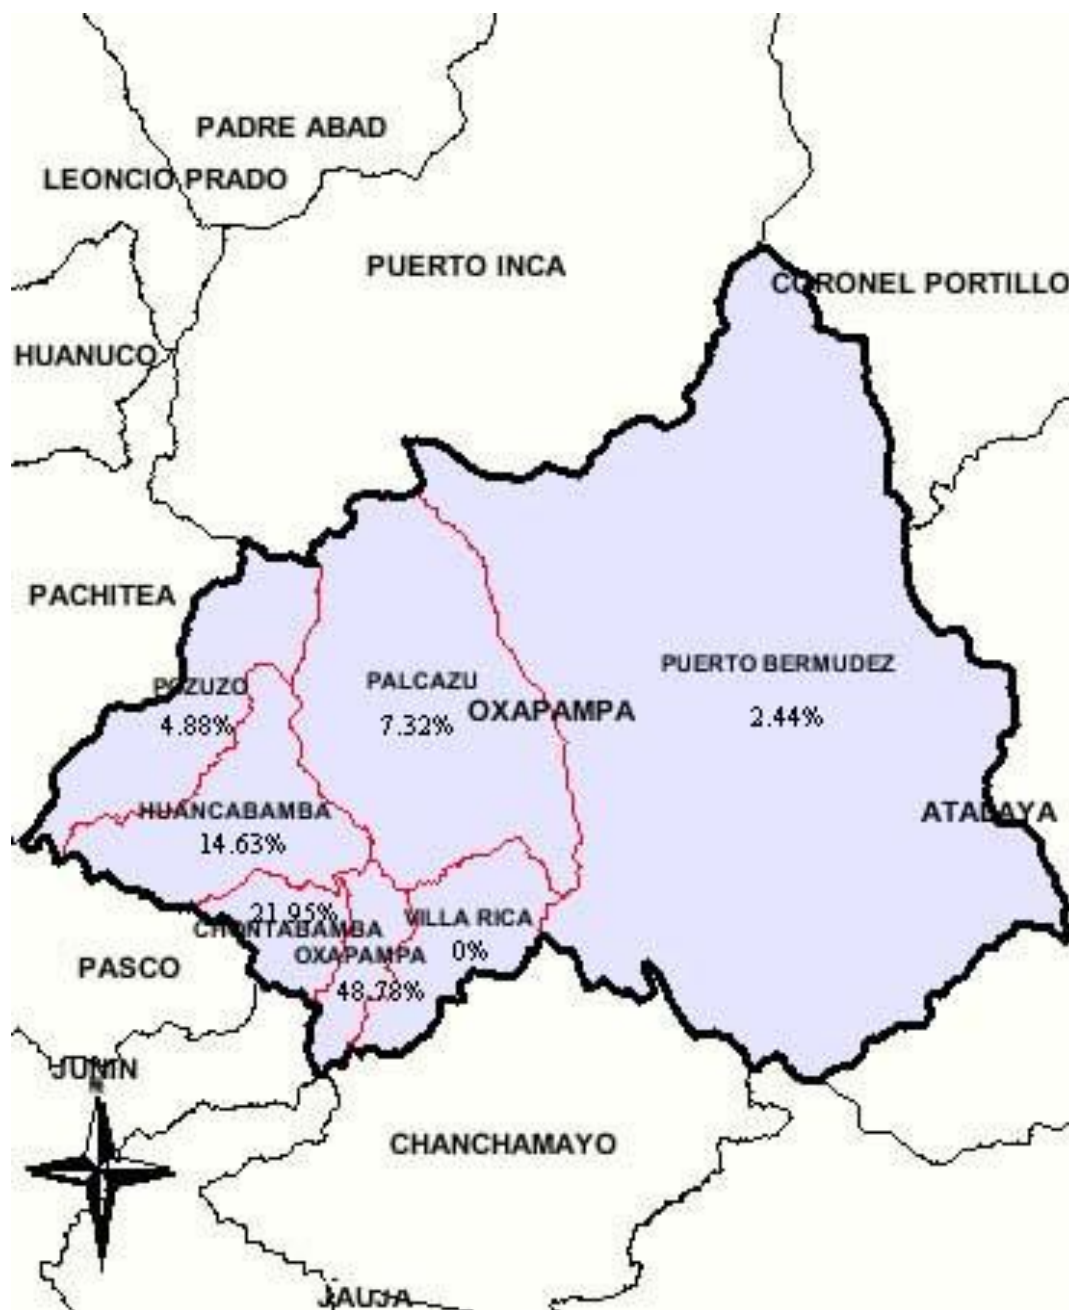 PADRE ABAD
LEONCIO PRADO
PUERTO INCA
CORONEL PORTILLO
HUANUCO
PACHITEA
PUERTO BERMUDEZ
POZUZO
PALCAZU
OXAPAMPA
4.88%
7.32%
2.44%
HUANCABAMBA
ATALAYA
14.63%
21.95%
VILLA RICA
CHONTABAMBA
OXAPAMPA
0%
PASCO
48.78%
JUNIN
N
CHANCHAMAYO
JAUJA